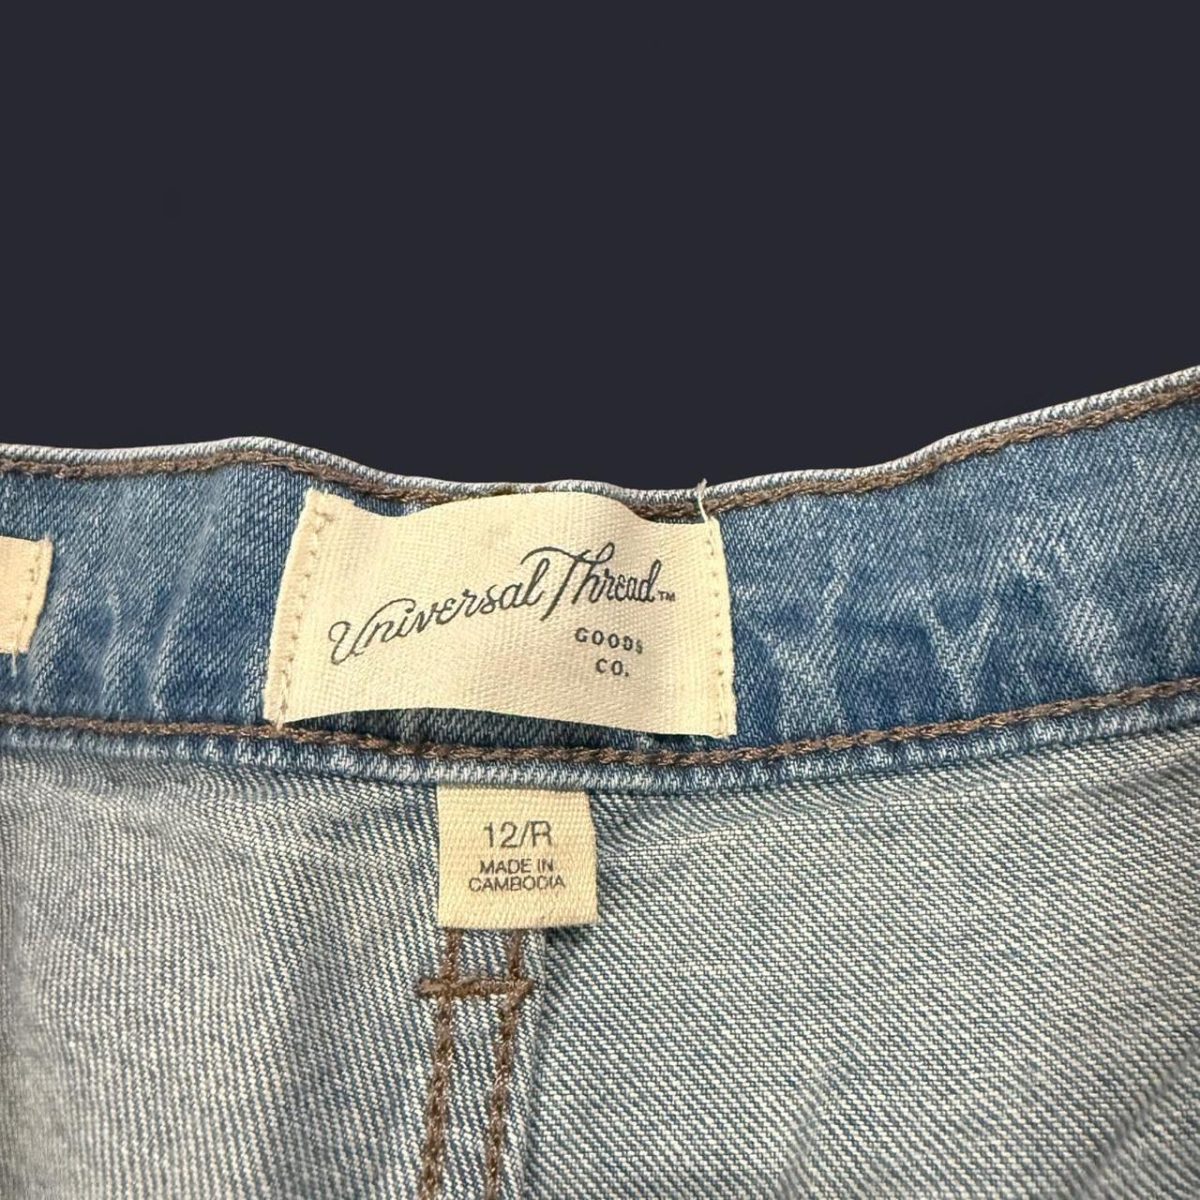 Universal Thread™
GOODS
CO.
12/R
MADE IN
CAMBODIA